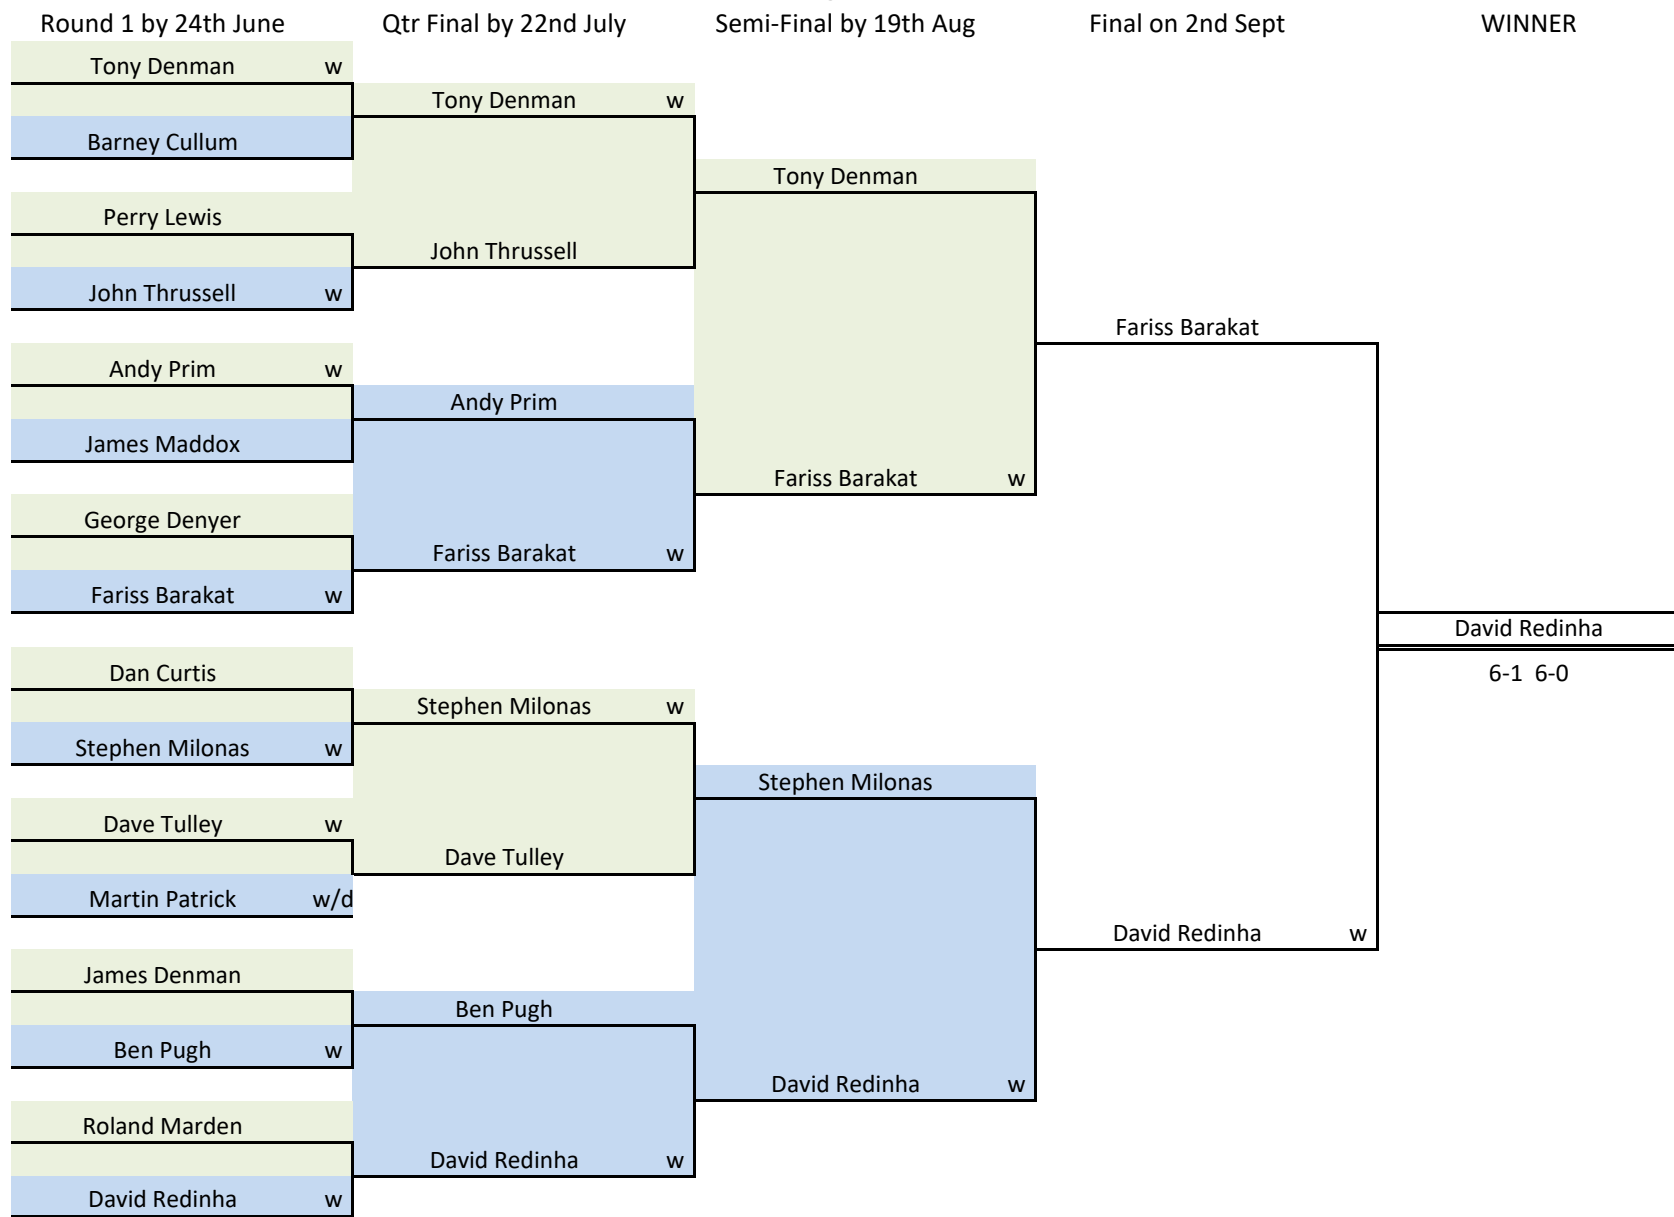 Round 1 by 24th June Qtr Final by 22nd July Semi-Final by 19th Aug Final on 2nd Sept WINNER
Tony Denman w
Tony Denman w
Barney Cullum
Tony Denman
Perry Lewis
John Thrussell
John Thrussell w
Fariss Barakat
Andy Prim w
Andy Prim
James Maddox
Fariss Barakat w
George Denyer
Fariss Barakat w
Fariss Barakat w
David Redinha
Dan Curtis 6-1 6-0
Stephen Milonas w
Stephen Milonas w
Stephen Milonas
Dave Tulley w
Dave Tulley
Martin Patrick w/d
David Redinha w
James Denman
Ben Pugh
Ben Pugh w
David Redinha w
Roland Marden
David Redinha w
David Redinha w